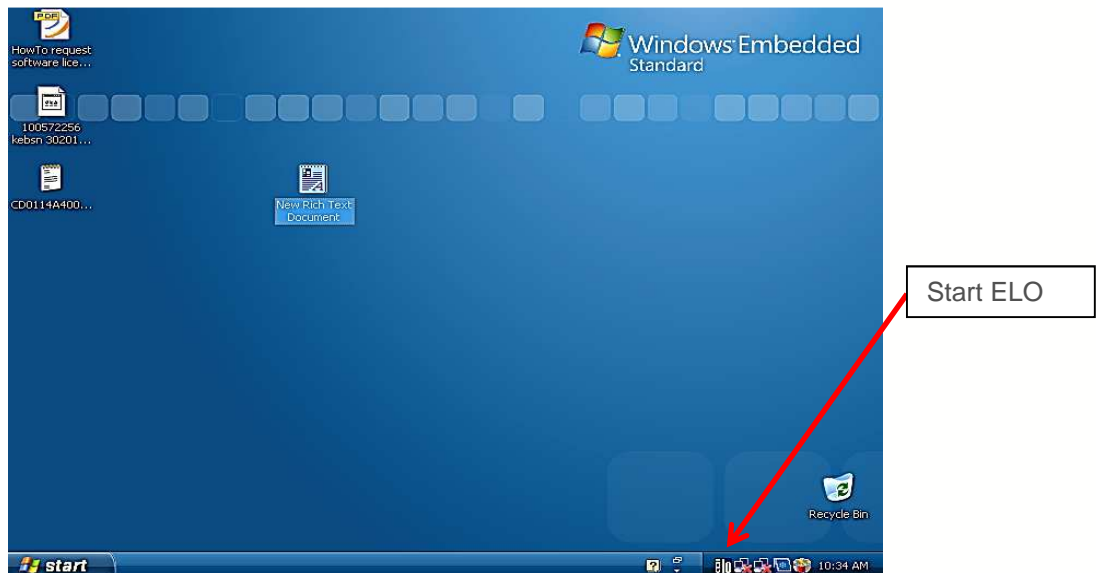 HowTo request
software lice...
Windows Embedded
Standard
100572256
kebsn 30201...
CD0114A400...
New Rich Text
Document
Start ELO
Recycle Bin
start
elo
10:34 AM